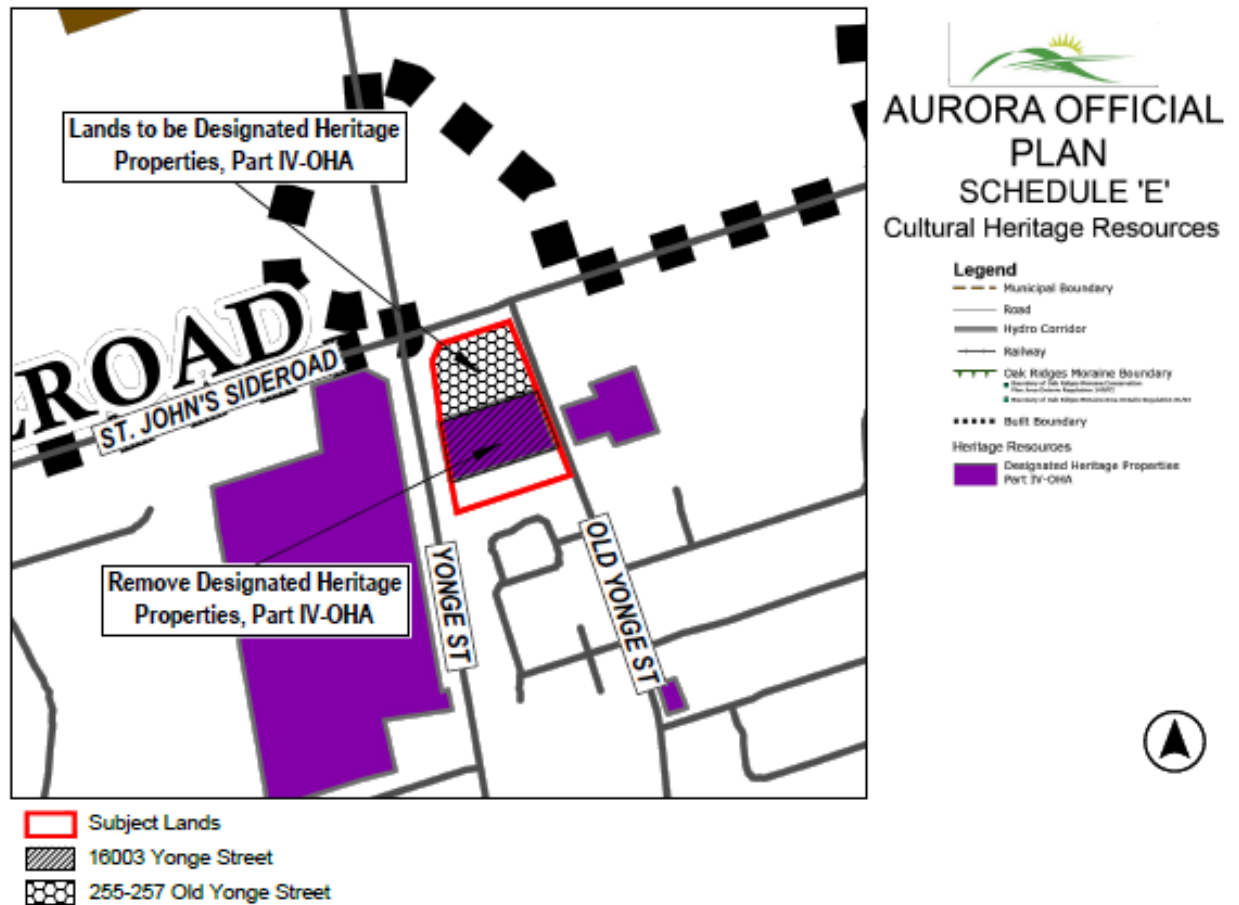 Lands to be Designated Heritage
Properties, Part IV-OHA
EROAD
ST. JOHN'S SIDEROAD
Remove Designated Heritage
Properties, Part IV-OHA
YONGE ST
OLD YONGE ST
AURORA OFFICIAL
PLAN
SCHEDULE 'E'
Cultural Heritage Resources
Legend
Municipal Boundary
Road
Hydro Corridor
Railway
Oak Ridges Moraine Boundary
Built Boundary
Heritage Resources
Designated Heritage Properties
Part IV-OHA
Subject Lands
16003 Yonge Street
255-257 Old Yonge Street